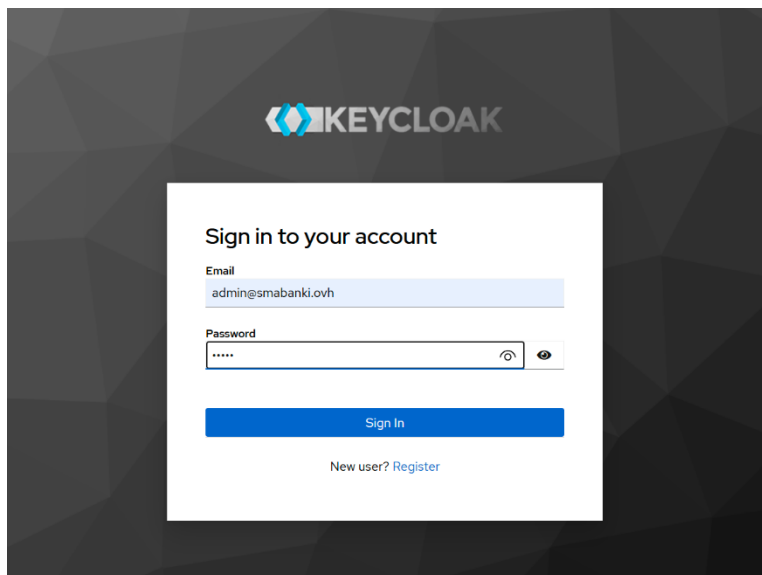 KEYCLOAK
Sign in to your account
Email
admin@smabanki.ovh
Password
•••••
Sign In
New user? Register